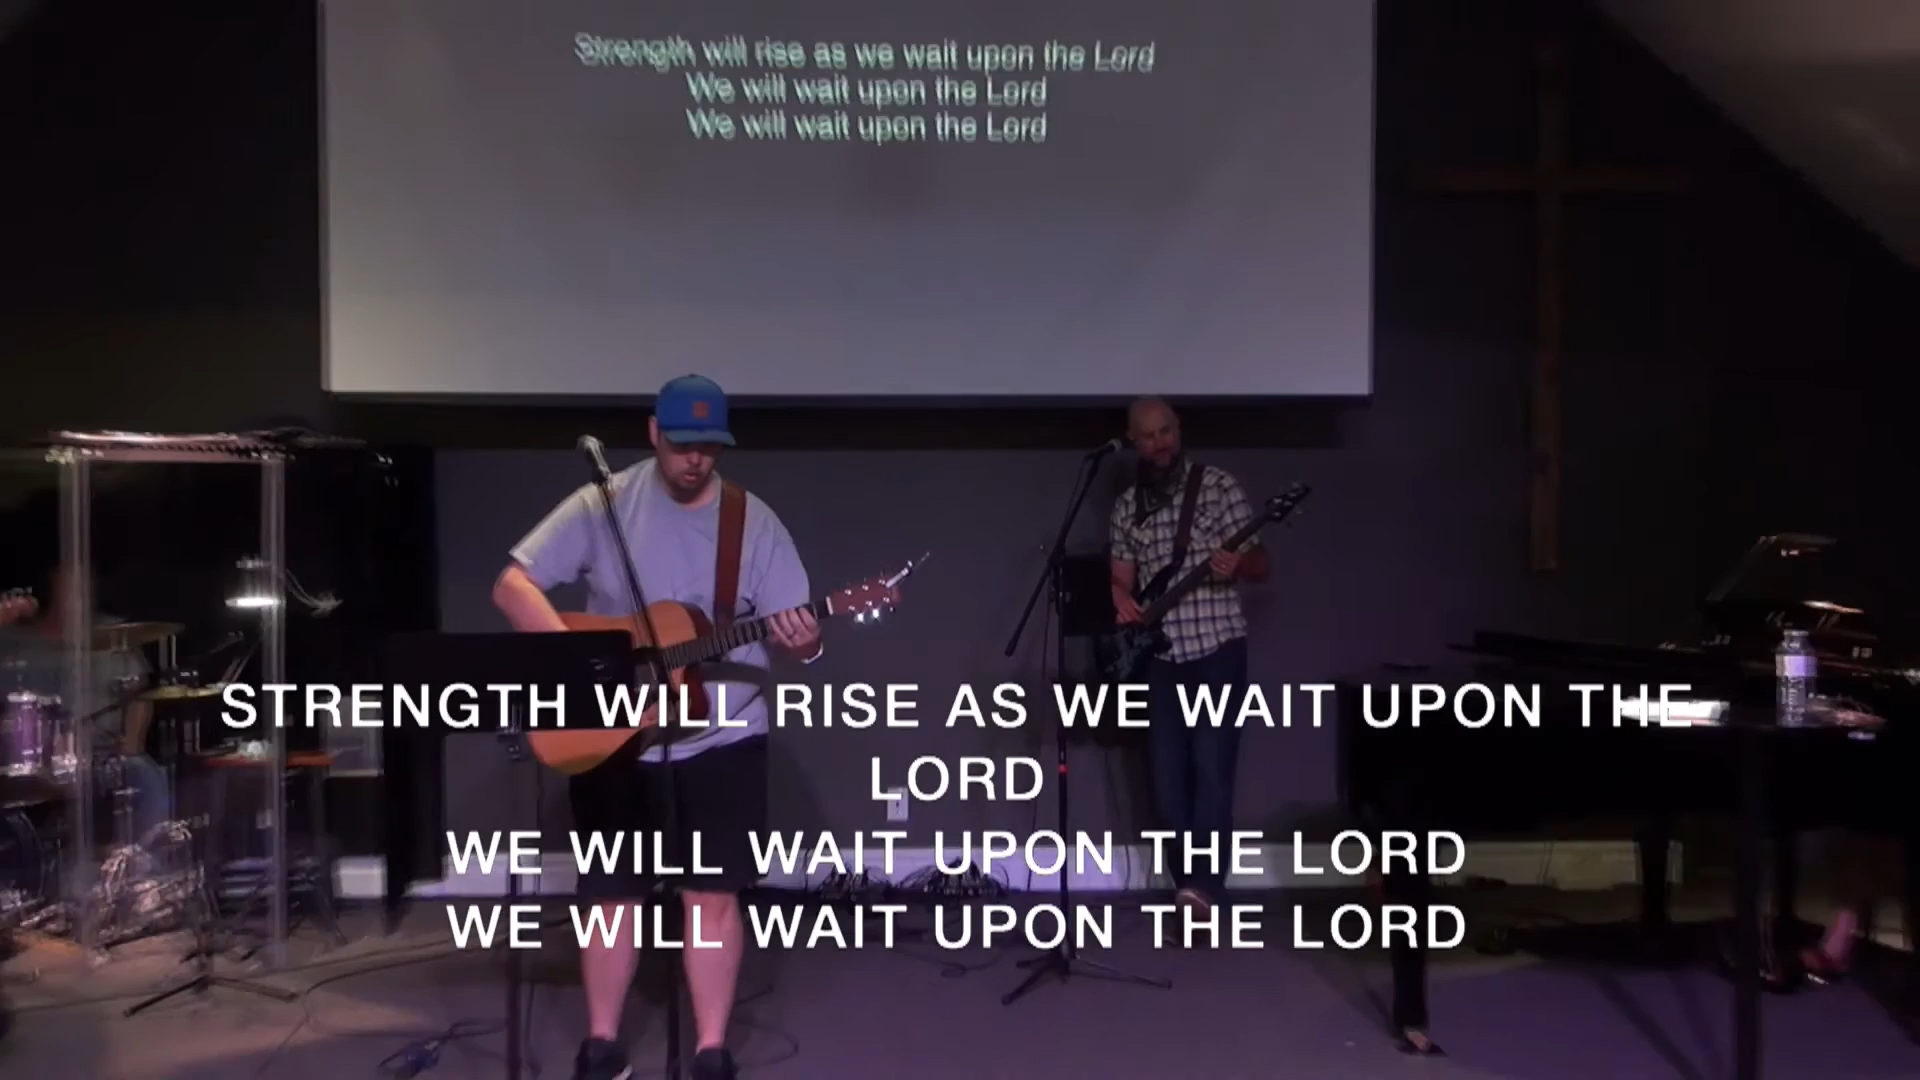 Strength will rise as we wait upon the Lord
We will wait upon the Lord
We will wait upon the Lord
STRENGTH WILL RISE AS WE WAIT UPON THE
LORD
WE WILL WAIT UPON THE LORD
WE WILL WAIT UPON THE LORD